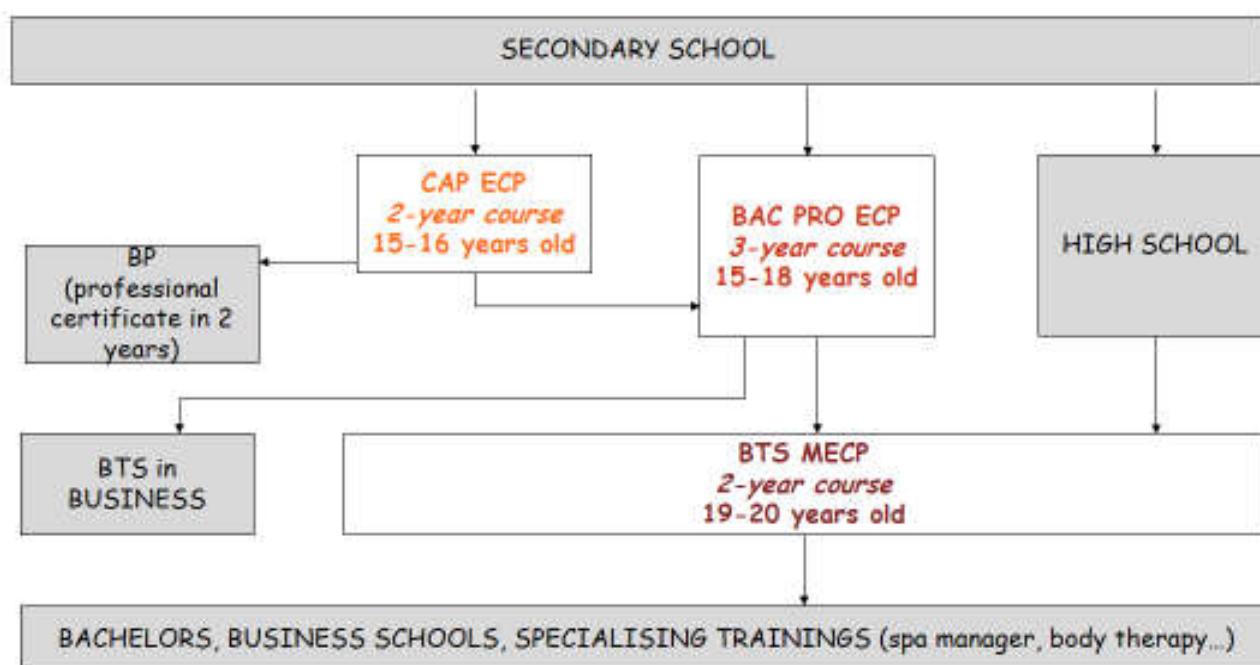 SECONDARY SCHOOL
CAP ECP
2-year course
15-16 years old
BAC PRO ECP
3-year course
15-18 years old
HIGH SCHOOL
BP
(professional
certificate in 2
years)
BTS in
BUSINESS
BTS MECP
2-year course
19-20 years old
BACHELORS, BUSINESS SCHOOLS, SPECIALISING TRAININGS (spa manager, body therapy...)